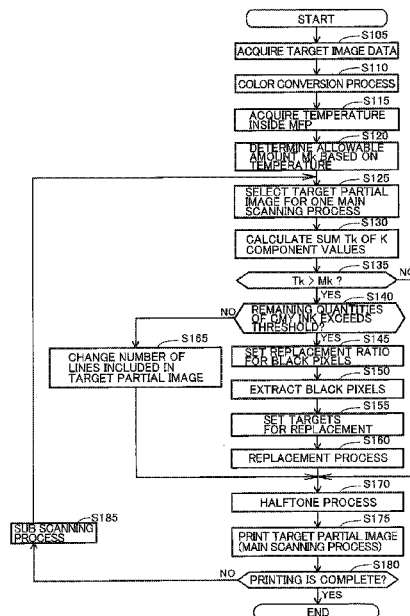 START
S105
ACQUIRE TARGET IMAGE DATA
S110
COLOR CONVERSION PROCESS
S115
ACQUIRE TEMPERATURE
INSIDE MFP
S120
DETERMINE ALLOWABLE
AMOUNT Mk BASED ON
TEMPERATURE
S125
SELECT TARGET PARTIAL
IMAGE FOR ONE MAIN
SCANNING PROCESS
S130
CALCULATE SUM Tk OF K
COMPONENT VALUES
S135
Tk > Mk ?
NO
YES
S140
REMAINING QUANTITIES
OF CMY INK EXCEEDS
THRESHOLD?
NO
YES
S165
CHANGE NUMBER OF
LINES INCLUDED IN
TARGET PARTIAL IMAGE
S145
SET REPLACEMENT RATIO
FOR BLACK PIXELS
S150
EXTRACT BLACK PIXELS
S155
SET TARGETS
FOR REPLACEMENT
S160
REPLACEMENT PROCESS
S170
HALFTONE PROCESS
S175
PRINT TARGET PARTIAL IMAGE
(MAIN SCANNING PROCESS)
S185
SUB SCANNING
PROCESS
S180
PRINTING IS COMPLETE?
NO
YES
END